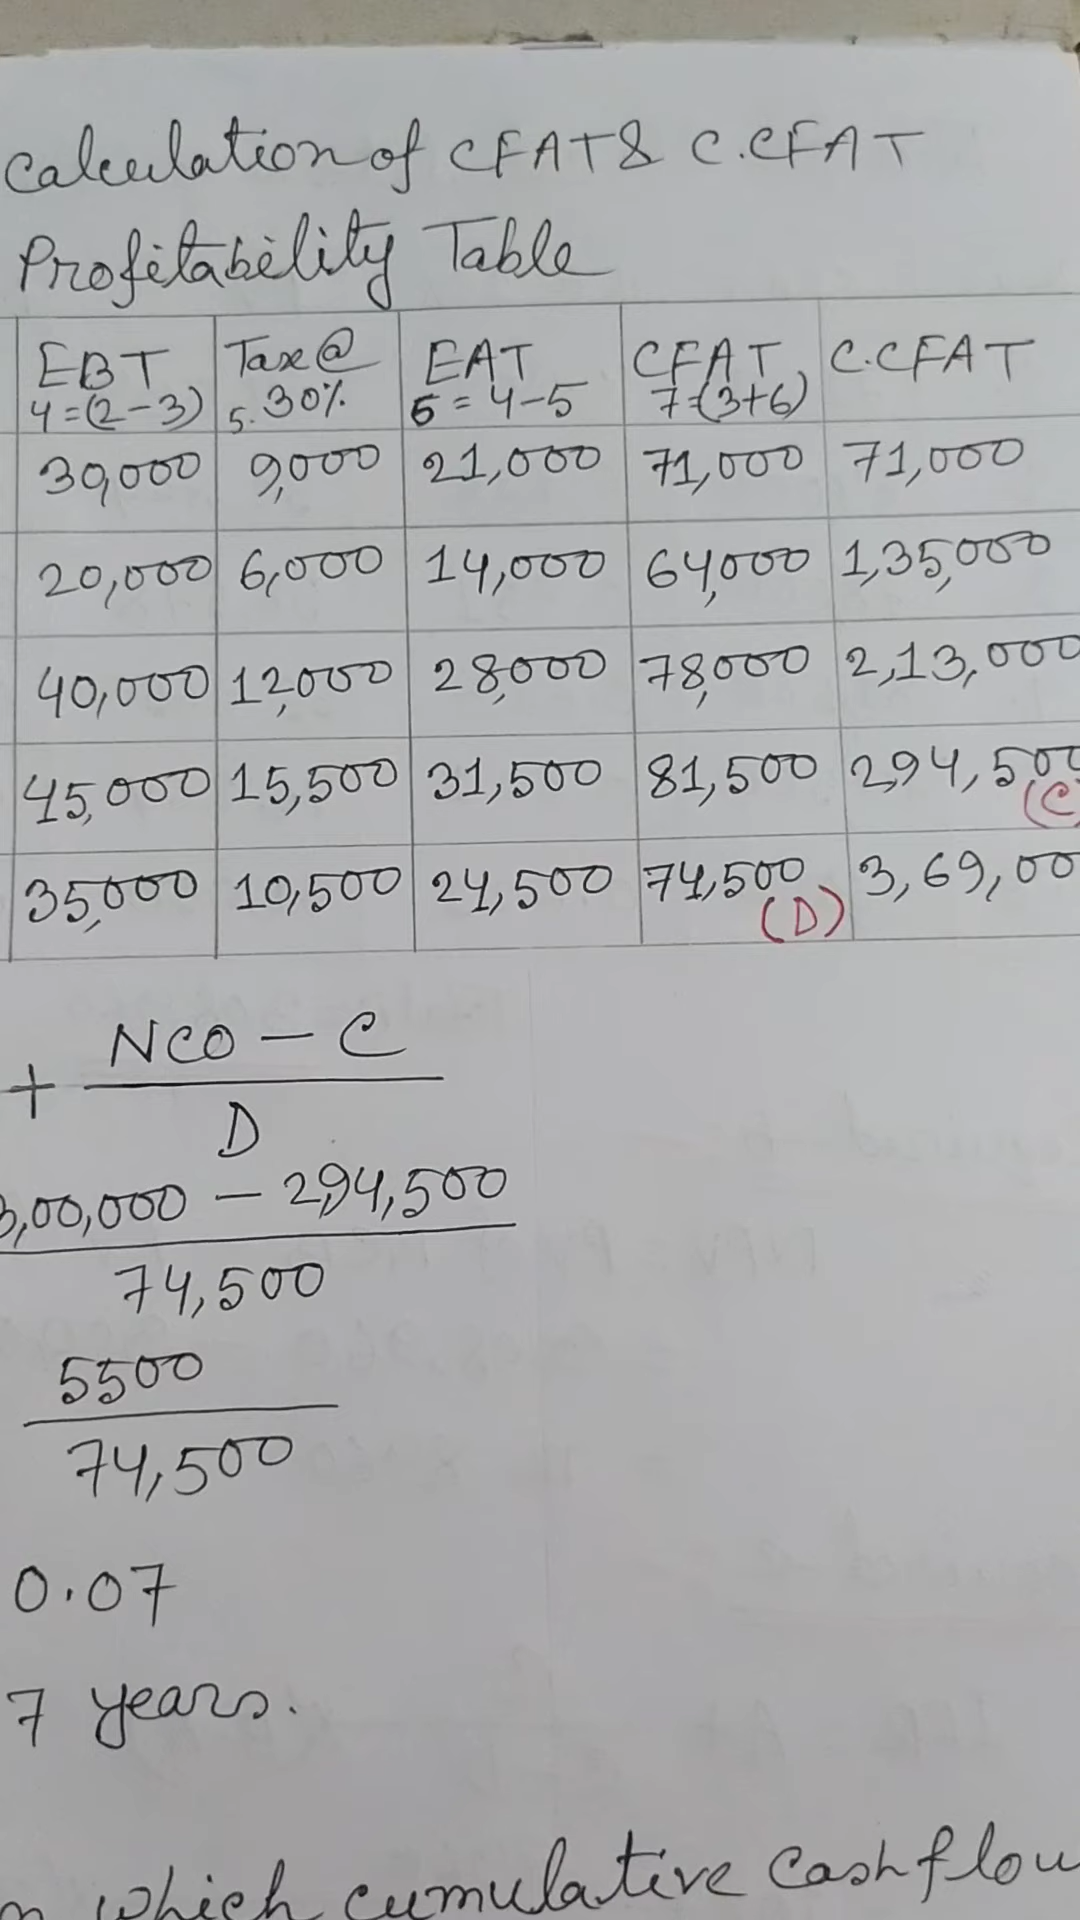 Calculation of CFAT & C.CFAT
Profitability Table
EBT Tax@ EAT CFAT C.CFAT
4=(2-3) 5. 30% 6 = 4-5 7=(3+6)
30,000 9,000 21,000 71,000 71,000
20,000 6,000 14,000 64,000 1,35,000
40,000 12,000 28,000 78,000 2,13,000
45,000 15,500 31,500 81,500 294,500
(C)
35,000 10,500 24,500 74,500 3,69,00
(D)
+ NCO - C
D
3,00,000 - 294,500
74,500
5500
74,500
0.07
7 years.
which cumulative cashflow